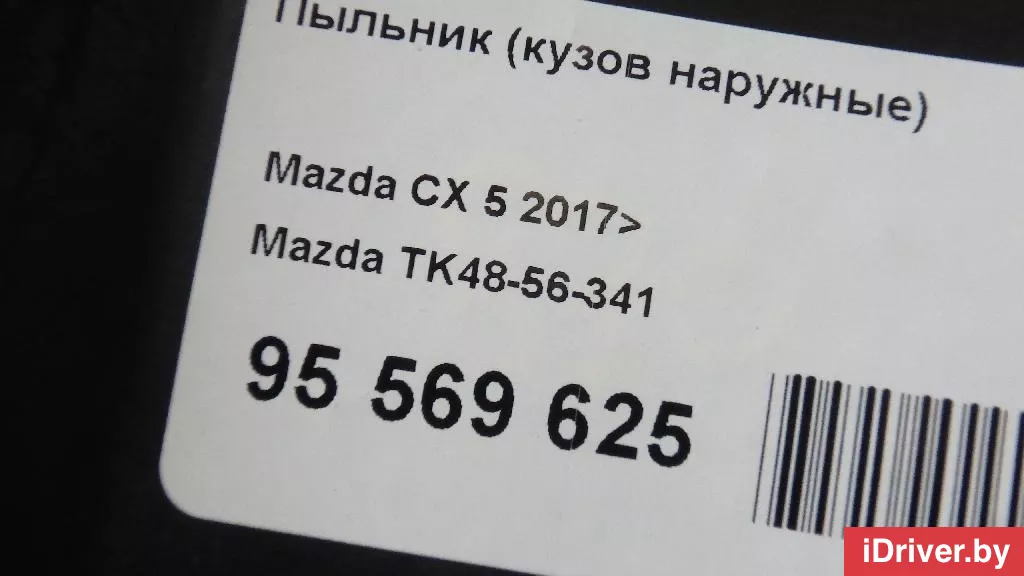 Пыльник (кузов наружные)
Mazda CX 5 2017>
Mazda TK48-56-341
95 569 625
iDriver.by